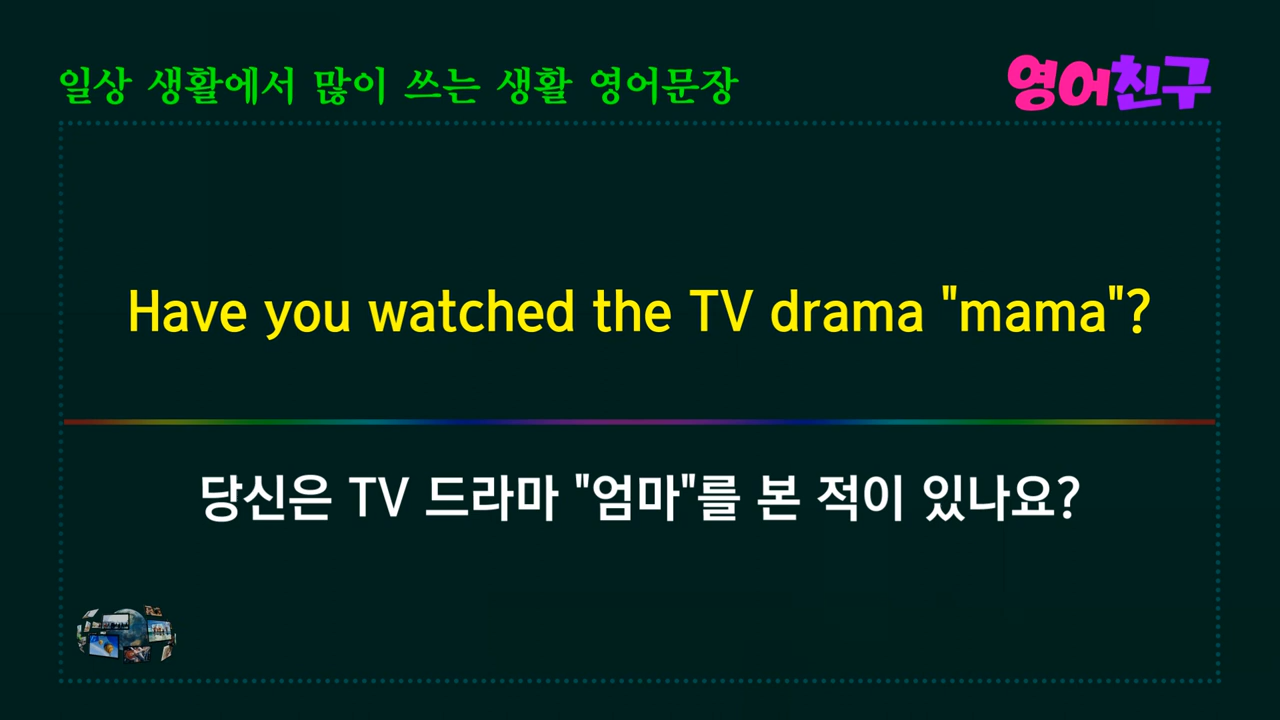 일상 생활에서 많이 쓰는 생활 영어문장
영어친구
Have you watched the TV drama "mama"?
당신은 TV 드라마 "엄마"를 본 적이 있나요?